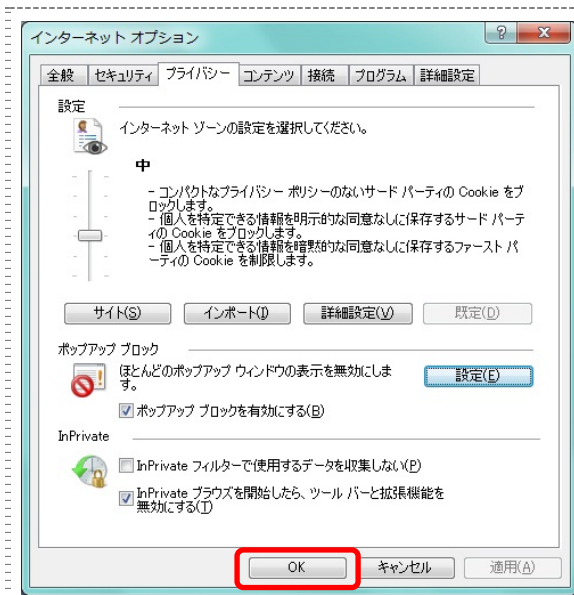 インターネット オプション
全般 セキュリティ プライバシー コンテンツ 接続 プログラム 詳細設定
設定
インターネット ゾーンの設定を選択してください。
中
- コンパクトなプライバシー ポリシーのないサード パーティの Cookie をブ
ロックします。
- 個人を特定できる情報を明示的な同意なしに保存するサード パーテ
ィの Cookie をブロックします。
- 個人を特定できる情報を暗黙的な同意なしに保存するファースト パ
ーティの Cookie を制限します。
サイト(S) インポート(I) 詳細設定(V) 既定(D)
ポップアップ ブロック
ほとんどのポップアップ ウィンドウの表示を無効にしま
す。
設定(E)
ポップアップ ブロックを有効にする(B)
InPrivate
InPrivate フィルターで使用するデータを収集しない(P)
InPrivate ブラウズを開始したら、ツール バーと拡張機能を
無効にする(T)
OK キャンセル 適用(A)